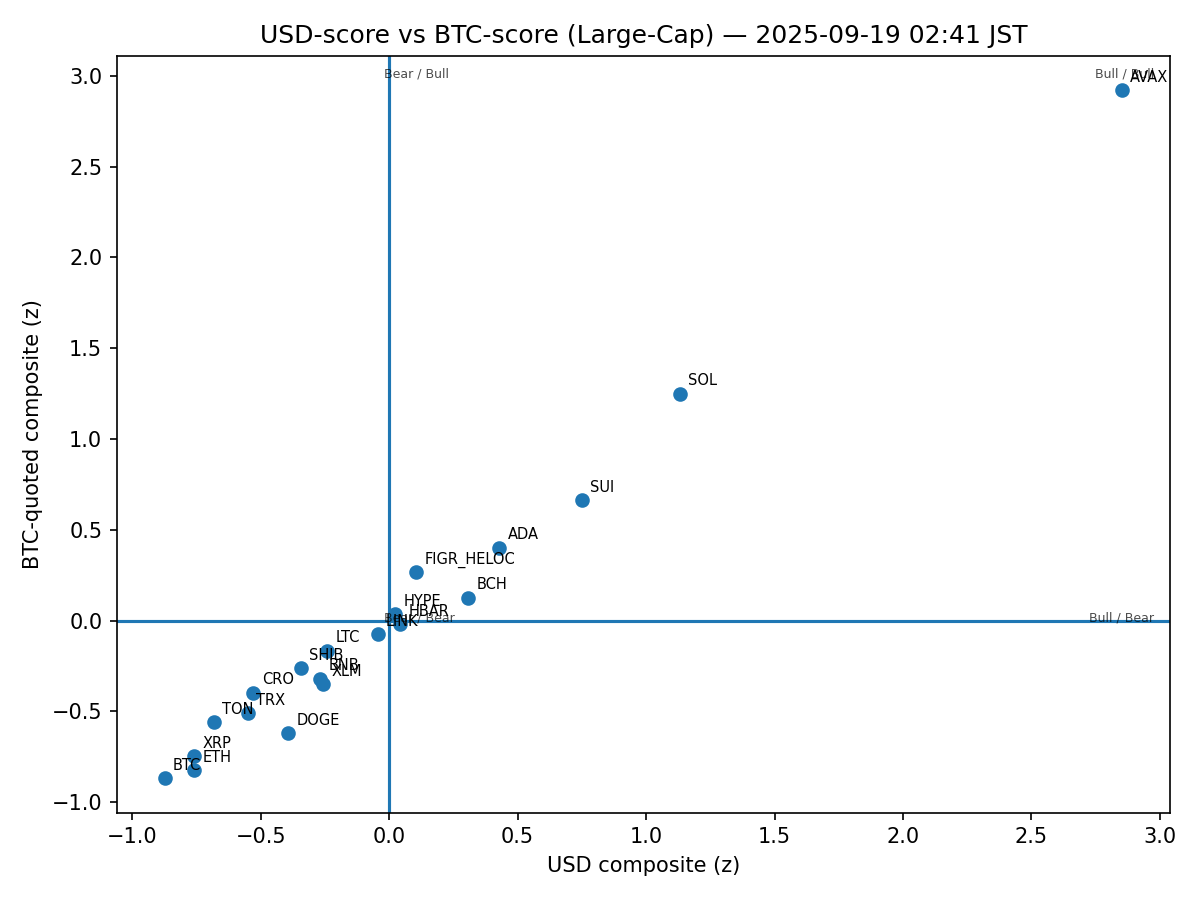 USD-score vs BTC-score (Large-Cap) — 2025-09-19 02:41 JST
Bear / Bull
Bull / Bull
AVAX
SOL
SUI
ADA
FIGR_HELOC
BCH
HYPE
HBAR
LINK
Bear / Bear
Bull / Bear
LTC
SHIB
BNB
XLM
CRO
TRX
TON
DOGE
XRP
ETH
BTC
3.0
2.5
2.0
1.5
1.0
0.5
0.0
−0.5
−1.0
BTC-quoted composite (z)
−1.0
−0.5
0.0
0.5
1.0
1.5
2.0
2.5
3.0
USD composite (z)